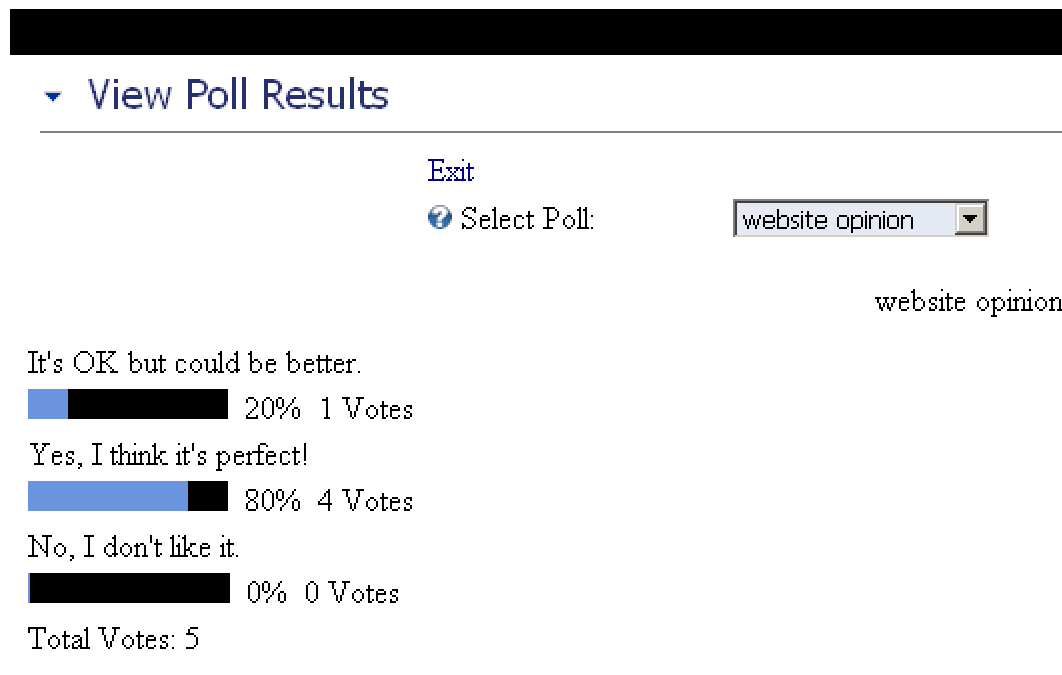 View Poll Results
Exit
Select Poll: website opinion
website opinion
It's OK but could be better.
20% 1 Votes
Yes, I think it's perfect!
80% 4 Votes
No, I don't like it.
0% 0 Votes
Total Votes: 5